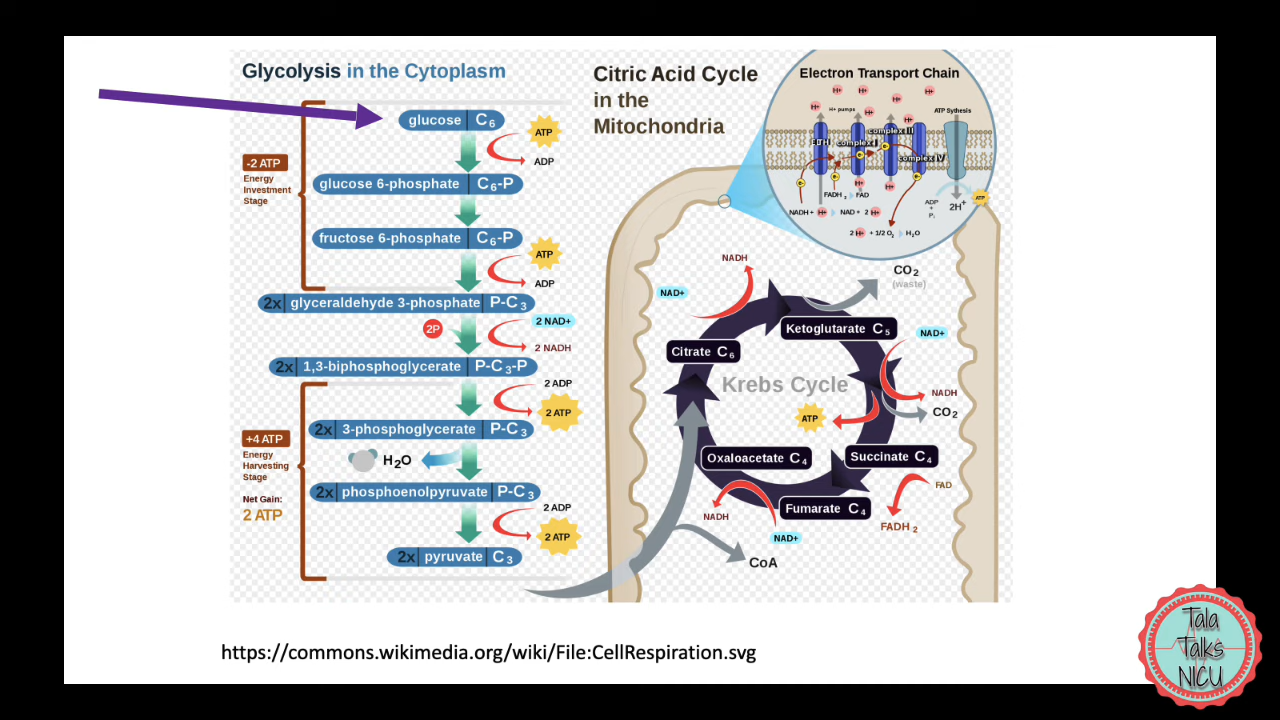 Glycolysis in the Cytoplasm
glucose C6
ATP
ADP
-2 ATP
Energy
Investment
Stage
glucose 6-phosphate C6-P
fructose 6-phosphate C6-P
ATP
ADP
2x glyceraldehyde 3-phosphate P-C3
2P
2 NAD+
2 NADH
2x 1,3-biphosphoglycerate P-C3-P
2 ADP
2 ATP
2x 3-phosphoglycerate P-C3
+4 ATP
Energy
Harvesting
Stage
Net Gain:
2 ATP
H2O
2x phosphoenolpyruvate P-C3
2 ADP
2 ATP
2x pyruvate C3
Citric Acid Cycle
in the
Mitochondria
Electron Transport Chain
H+
H+
H+
H+
H+
H+
H+
H+ pumps
ATP Sythesis
complex III
complex I
complex IV
e-
e-
e-
e-
e-
H+
H+
FADH2 FAD
NADH + H+ NAD+ 2 H+
2 H+ + 1/2 O2 H2O
ADP
+
Pi
2H+
ATP
NADH
NAD+
CO2
(waste)
Ketoglutarate C5
NAD+
Citrate C6
Krebs Cycle
NADH
CO2
ATP
Oxaloacetate C4
Succinate C4
FAD
NADH
Fumarate C4
FADH2
NAD+
CoA
https://commons.wikimedia.org/wiki/File:CellRespiration.svg
Tala
Talks
NICU